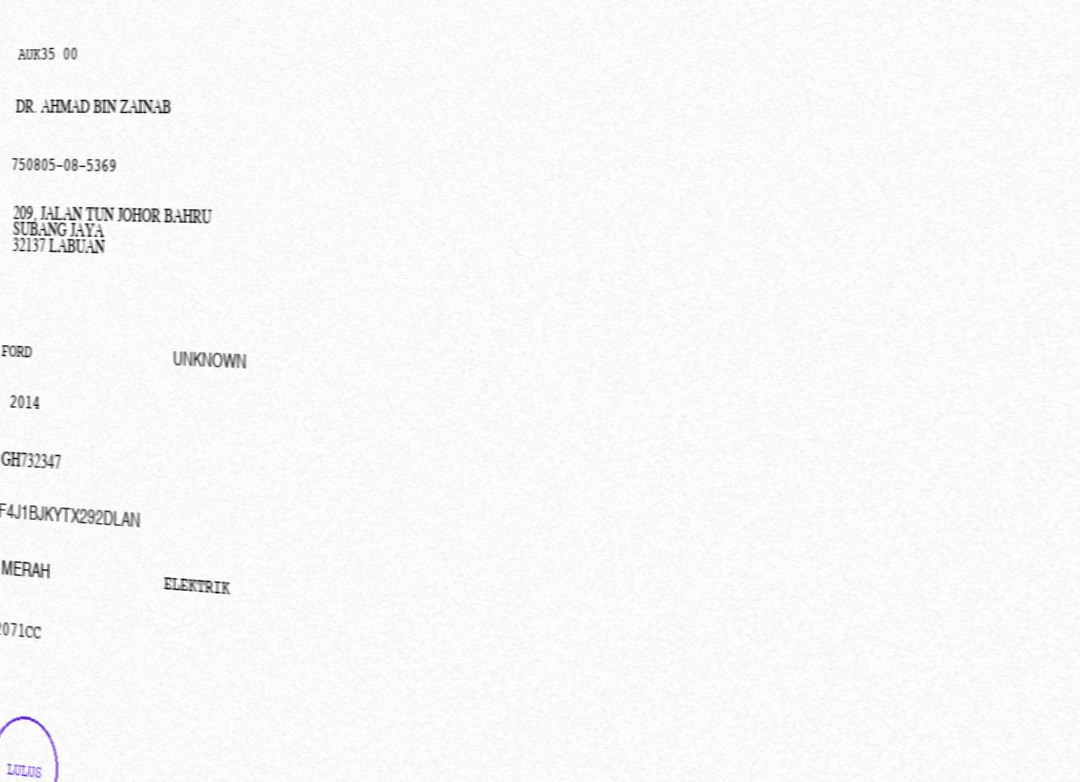 AUK35 00
DR. AHMAD BIN ZAINAB
750805-08-5369
209, JALAN TUN JOHOR BAHRU
SUBANG JAYA
32137 LABUAN
FORD UNKNOWN
2014
GH732347
F4J1BJKYTX292DLAN
MERAH ELEKTRIK
2071CC
LULUS